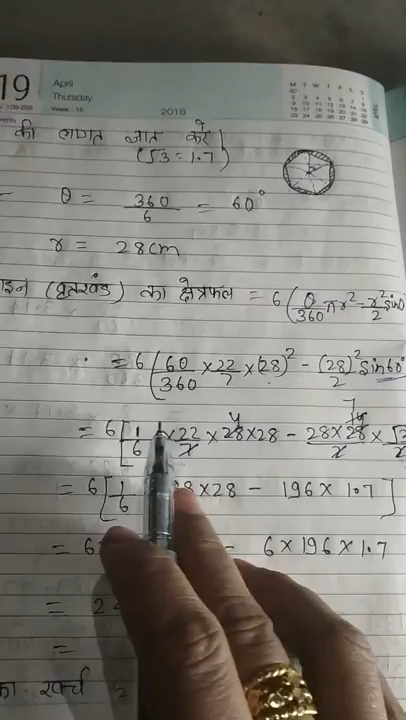 19 April
Thursday
Week - 16
2018
M T W T F S S
की लागत ज्ञात करें।
(√3 = 1.7)
θ = 360/6 = 60°
r = 28cm
(वृतखंड) का क्षेत्रफल = 6(θ/360 πr² - r²/2 sinθ
= 6(60/360 × 22/7 × (28)² - (28)²/2 sin60°
= 6[1/6 × 22/7 × 28 × 28 - 28×28/2 × √3
= 6[1/6 ×28 - 196 × 1.7]
= 6 - 6×196×1.7
= 2
=
का खर्च =